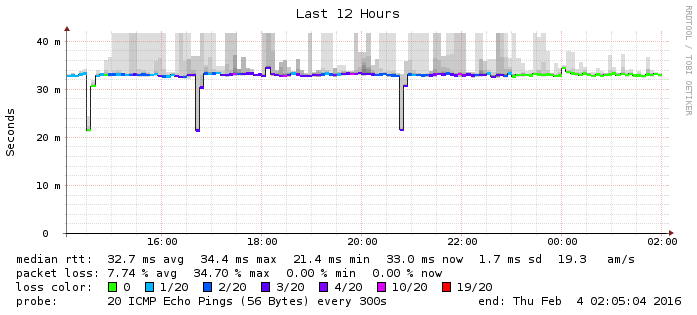 Last 12 Hours
RRDTOOL / TOBI OETIKER
Seconds
40 m
30 m
20 m
10 m
0
16:00 18:00 20:00 22:00 00:00 02:00
median rtt: 32.7 ms avg 34.4 ms max 21.4 ms min 33.0 ms now 1.7 ms sd 19.3 am/s
packet loss: 7.74 % avg 34.70 % max 0.00 % min 0.00 % now
loss color: 0 1/20 2/20 3/20 4/20 10/20 19/20
probe: 20 ICMP Echo Pings (56 Bytes) every 300s end: Thu Feb 4 02:05:04 2016